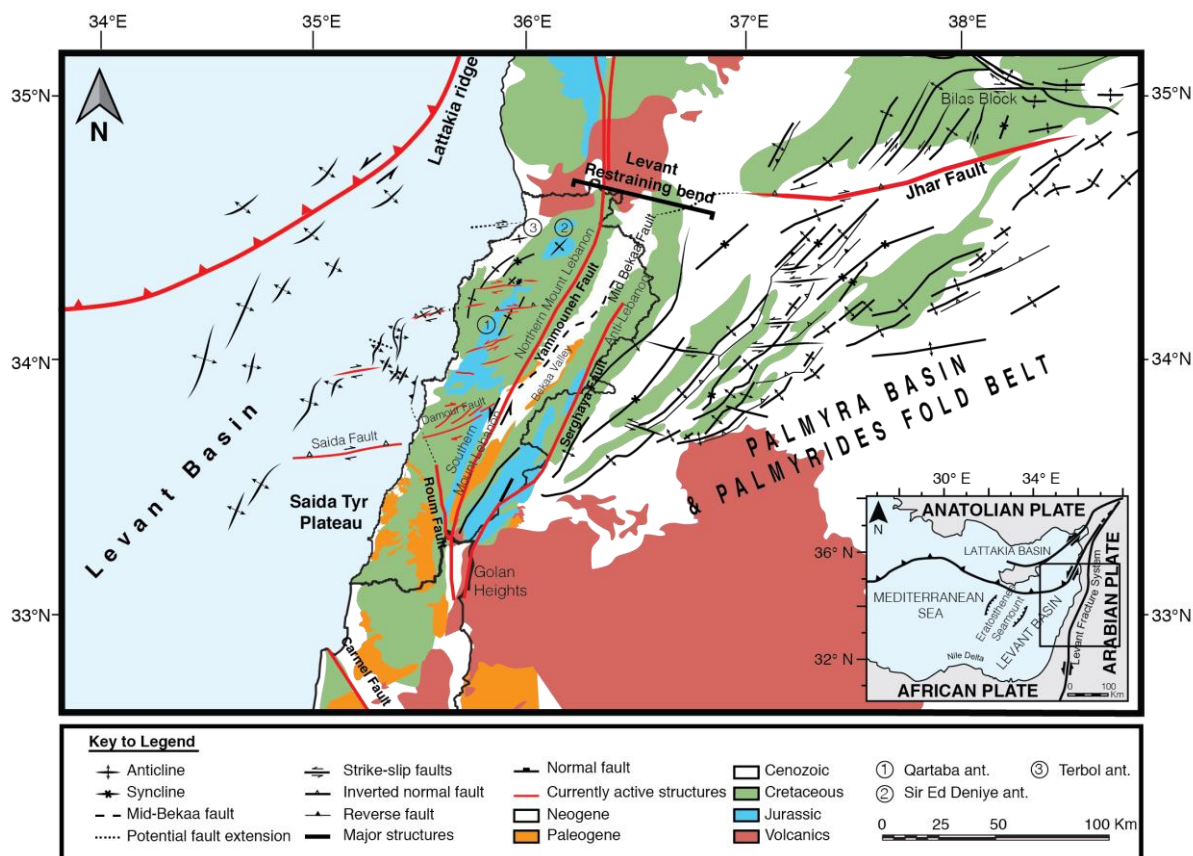 34°E 35°E 36°E 37°E 38°E
35°N
35°N
34°N
34°N
33°N
33°N
N
Lattakia ridge
Levant
Restraining bend
Bilas Block
Jhar Fault
3
2
1
Northern Mount Lebanon
Yammouneh Fault
Mid Bekaa Fault
Anti-Lebanon
Bekaa Valley
Serghaya Fault
Damour Fault
Saida Fault
Southern
Mount Lebanon
Roum Fault
Levant Basin
Saida Tyr
Plateau
Golan
Heights
Carmel Fault
PALMYRA BASIN
& PALMYRIDES FOLD BELT
30° E 34° E
N
36° N
32° N
ANATOLIAN PLATE
LATTAKIA BASIN
MEDITERRANEAN
SEA
Eratosthenes
Seamount
LEVANT BASIN
Levant Fracture System
ARABIAN PLATE
Nile Delta
AFRICAN PLATE
0 100
Km
Key to Legend
Anticline
Syncline
Mid-Bekaa fault
Potential fault extension
Strike-slip faults
Inverted normal fault
Reverse fault
Major structures
Normal fault
Currently active structures
Neogene
Paleogene
Cenozoic
Cretaceous
Jurassic
Volcanics
1 Qartaba ant.
2 Sir Ed Deniye ant.
3 Terbol ant.
0 25 50 100 Km